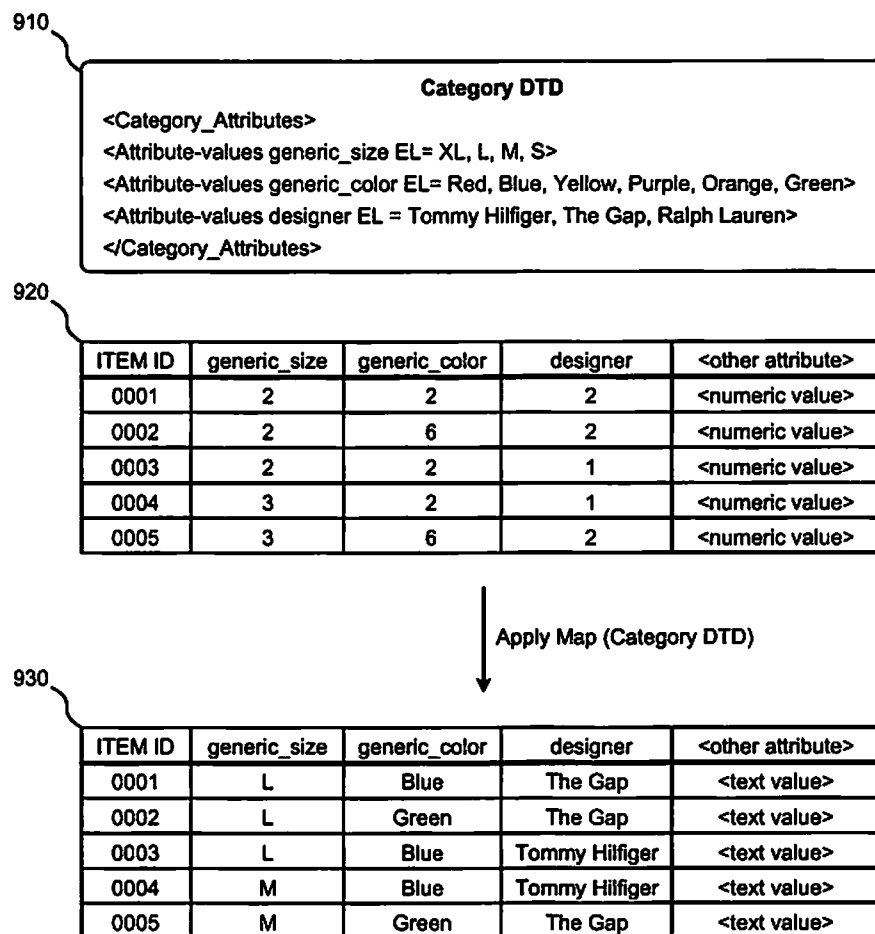 910
Category DTD
<Category_Attributes>
<Attribute-values generic_size EL= XL, L, M, S>
<Attribute-values generic_color EL= Red, Blue, Yellow, Purple, Orange, Green>
<Attribute-values designer EL = Tommy Hilfiger, The Gap, Ralph Lauren>
</Category_Attributes>
920
ITEM ID generic_size generic_color designer <other attribute>
0001 2 2 2 <numeric value>
0002 2 6 2 <numeric value>
0003 2 2 1 <numeric value>
0004 3 2 1 <numeric value>
0005 3 6 2 <numeric value>
Apply Map (Category DTD)
930
ITEM ID generic_size generic_color designer <other attribute>
0001 L Blue The Gap <text value>
0002 L Green The Gap <text value>
0003 L Blue Tommy Hilfiger <text value>
0004 M Blue Tommy Hilfiger <text value>
0005 M Green The Gap <text value>